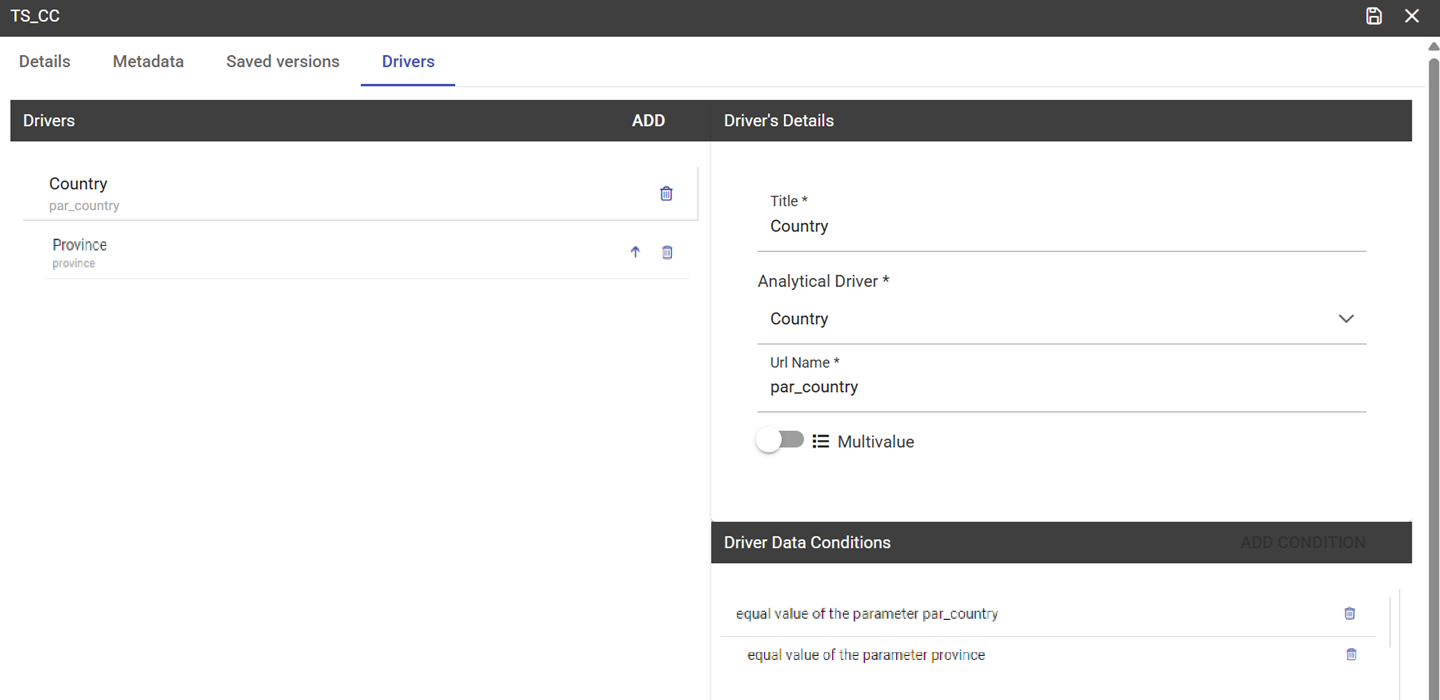 TS_CC
Details Metadata Saved versions Drivers
Drivers ADD
Country
par_country
Province
province
Driver's Details
Title *
Country
Analytical Driver *
Country
Url Name *
par_country
Multivalue
Driver Data Conditions ADD CONDITION
equal value of the parameter par_country
equal value of the parameter province